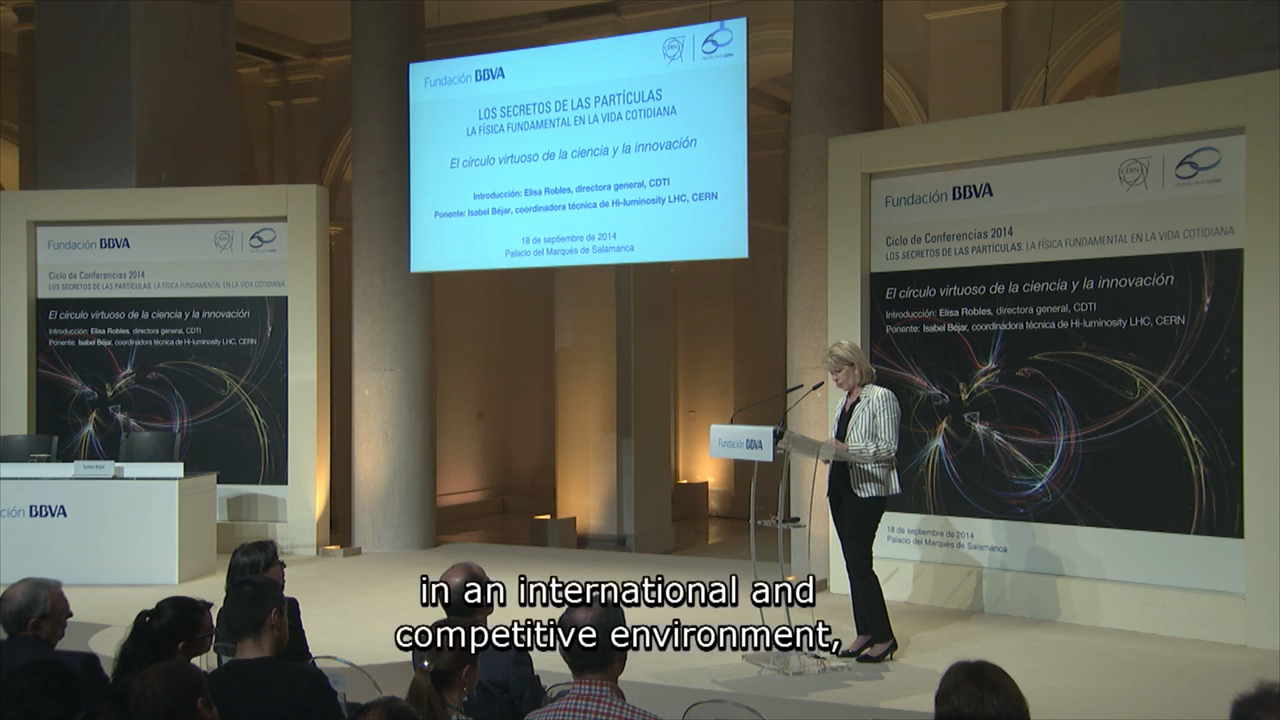 Fundación BBVA
CERN
LOS SECRETOS DE LAS PARTÍCULAS
LA FÍSICA FUNDAMENTAL EN LA VIDA COTIDIANA
El círculo virtuoso de la ciencia y la innovación
Introducción: Elisa Robles, directora general, CDTI
Ponente: Isabel Béjar, coordinadora técnica de Hi-luminosity LHC, CERN
18 de septiembre de 2014
Palacio del Marqués de Salamanca
Fundación BBVA
Ciclo de Conferencias 2014
LOS SECRETOS DE LAS PARTÍCULAS. LA FÍSICA FUNDAMENTAL EN LA VIDA COTIDIANA
El círculo virtuoso de la ciencia y la innovación
Introducción: Elisa Robles, directora general, CDTI
Ponente: Isabel Béjar, coordinadora técnica de Hi-luminosity LHC, CERN
Fundación BBVA
CERN
Ciclo de Conferencias 2014
LOS SECRETOS DE LAS PARTÍCULAS. LA FÍSICA FUNDAMENTAL EN LA VIDA COTIDIANA
El círculo virtuoso de la ciencia y la innovación
Introducción: Elisa Robles, directora general, CDTI
Ponente: Isabel Béjar, coordinadora técnica de Hi-luminosity LHC, CERN
18 de septiembre de 2014
Palacio del Marqués de Salamanca
Fundación BBVA
Isabel Béjar
ción BBVA
in an international and
competitive environment,